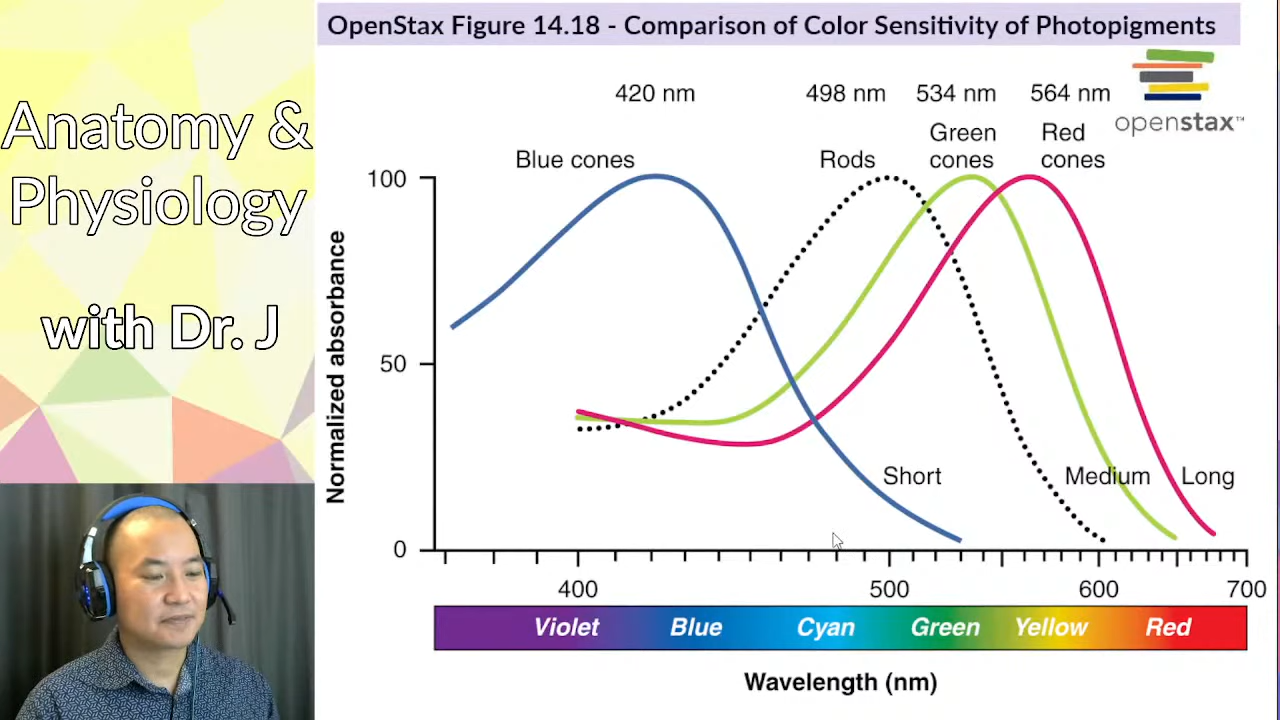 OpenStax Figure 14.18 - Comparison of Color Sensitivity of Photopigments
Anatomy &
Physiology
with Dr. J
openstax™
420 nm 498 nm 534 nm 564 nm
Blue cones
Rods
Green
cones
Red
cones
Normalized absorbance
100
50
0
Short
Medium
Long
400 500 600 700
Violet Blue Cyan Green Yellow Red
Wavelength (nm)